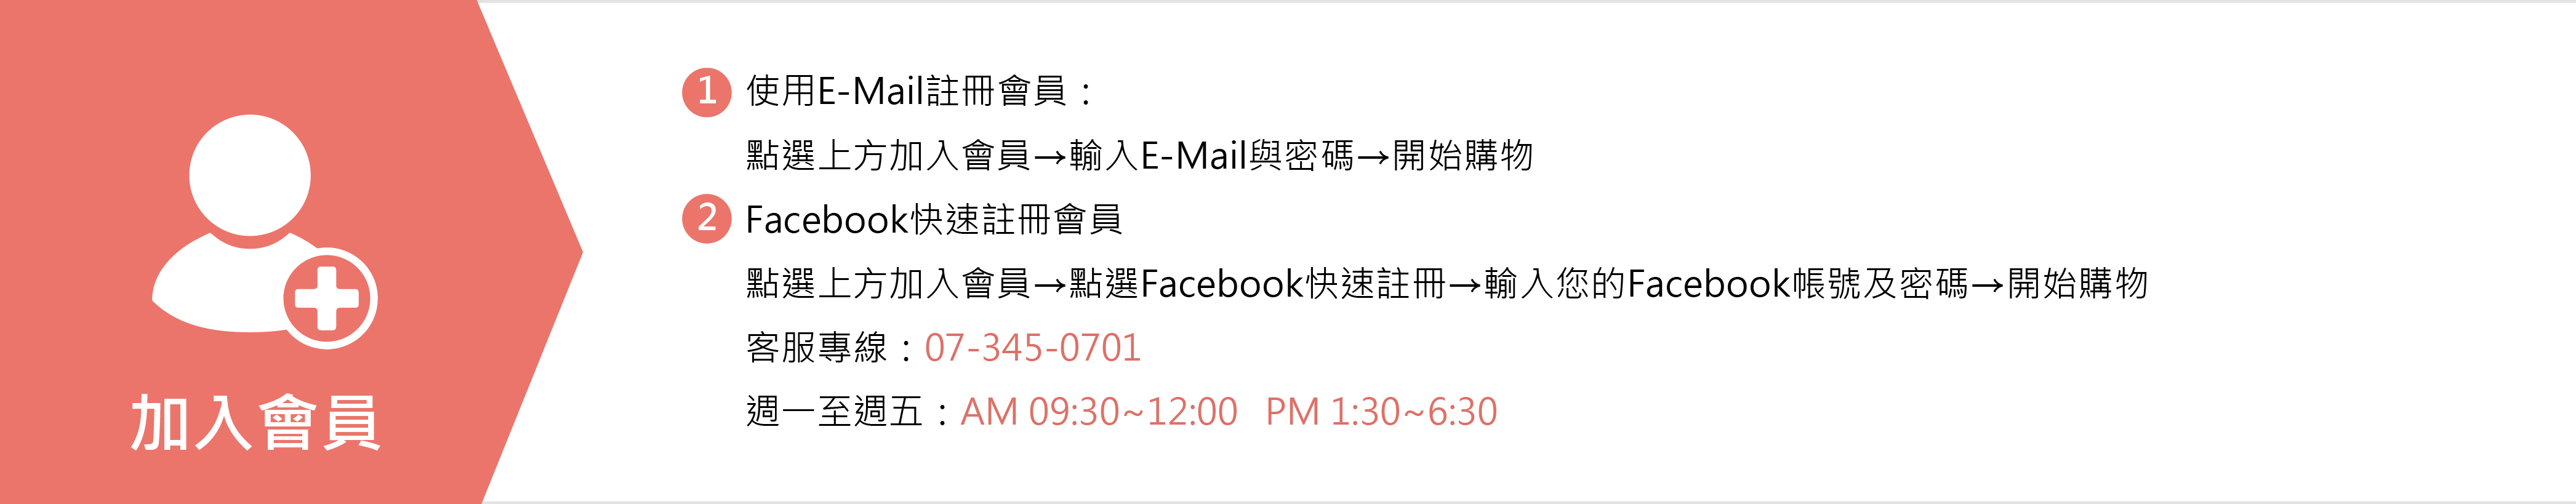 加入會員
1 使用E-Mail註冊會員：
點選上方加入會員→輸入E-Mail與密碼→開始購物
2 Facebook快速註冊會員
點選上方加入會員→點選Facebook快速註冊→輸入您的Facebook帳號及密碼→開始購物
客服專線：07-345-0701
週一至週五：AM 09:30~12:00 PM 1:30~6:30